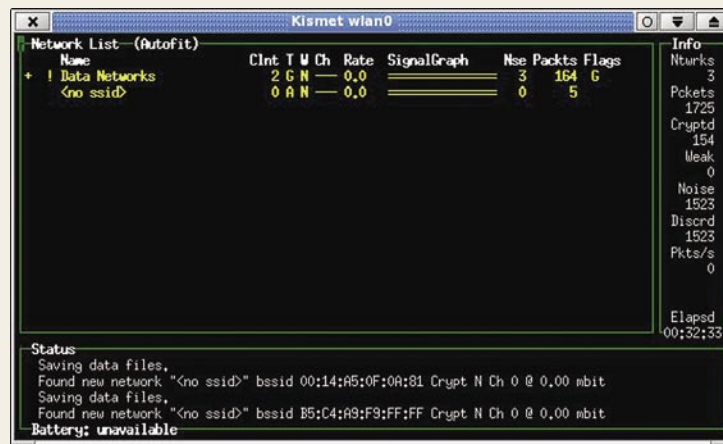 Kismet wlan0
Network List—(Autofit)
Name Clnt T W Ch Rate SignalGraph Nse Packts Flags
+ ! Data Networks 2 G N --- 0.0 3 164 G
<no ssid> 0 A N --- 0.0 0 5
Info
Ntwrks
3
Pckets
1725
Cryptd
154
Weak
0
Noise
1523
Discrd
1523
Pkts/s
0
Elapsd
00:32:33
Status
Saving data files.
Found new network "<no ssid>" bssid 00:14:A5:0F:0A:81 Crypt N Ch 0 @ 0.00 mbit
Saving data files.
Found new network "<no ssid>" bssid B5:C4:A9:F9:FF:FF Crypt N Ch 0 @ 0.00 mbit
Battery: unavailable